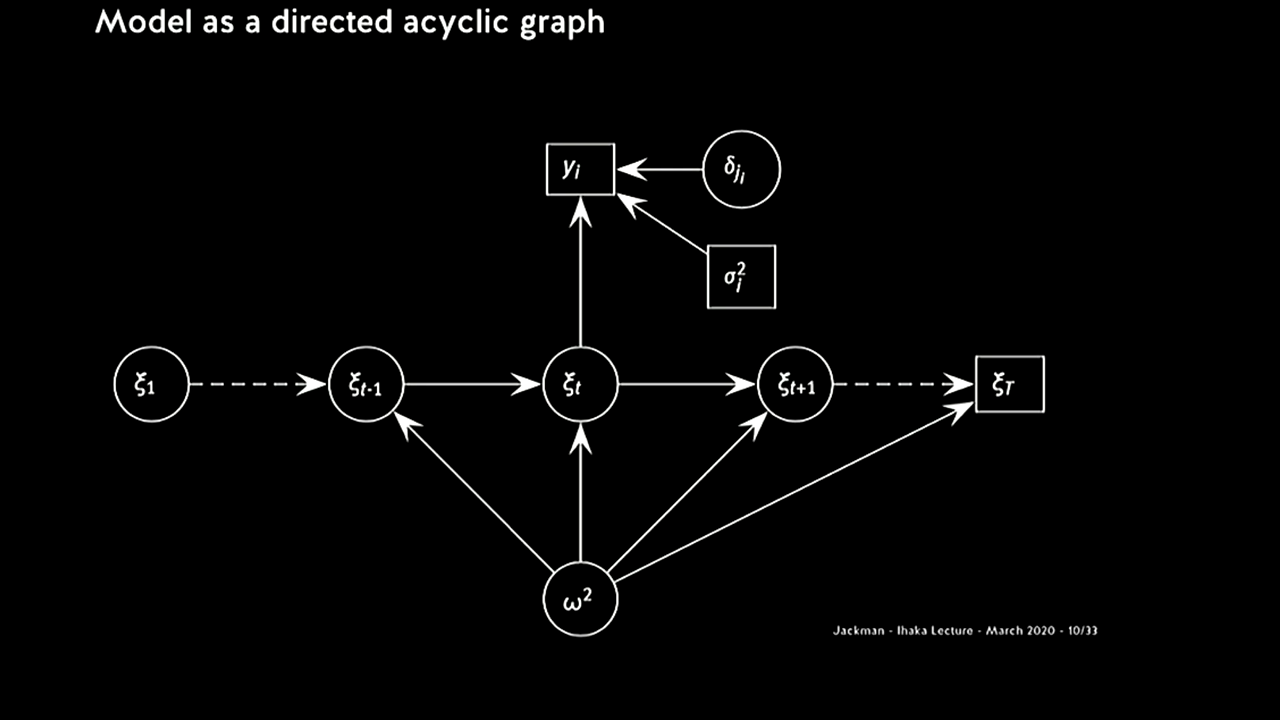 Model as a directed acyclic graph
yᵢ
δⱼᵢ
σᵢ²
ξ₁
ξₜ₋₁
ξₜ
ξₜ₊₁
ξT
ω²
Jackman - Ihaka Lecture - March 2020 - 10/33